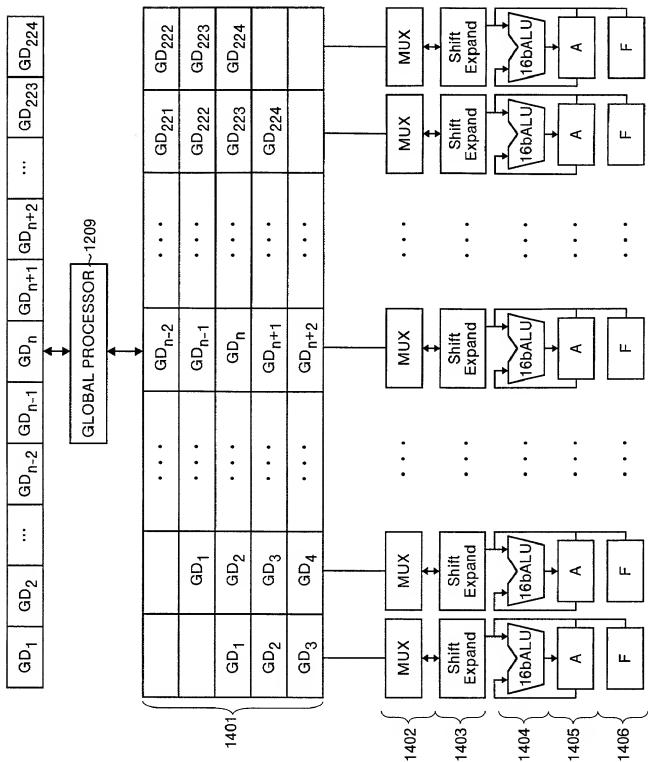 GD1 GD2 ... GDn-2 GDn-1 GDn GDn+1 GDn+2 ... GD223 GD224
GLOBAL PROCESSOR ~1209
1401
... GDn-2 ... GD221 GD222
GD1 ... GDn-1 ... GD222 GD223
GD1 GD2 ... GDn ... GD223 GD224
GD2 GD3 ... GDn+1 ... GD224
GD3 GD4 ... GDn+2 ...
1402 MUX MUX ... MUX ... MUX MUX
1403 Shift Expand Shift Expand ... Shift Expand ... Shift Expand Shift Expand
1404 16bALU 16bALU ... 16bALU ... 16bALU 16bALU
1405 A A ... A ... A A
1406 F F ... F ... F F